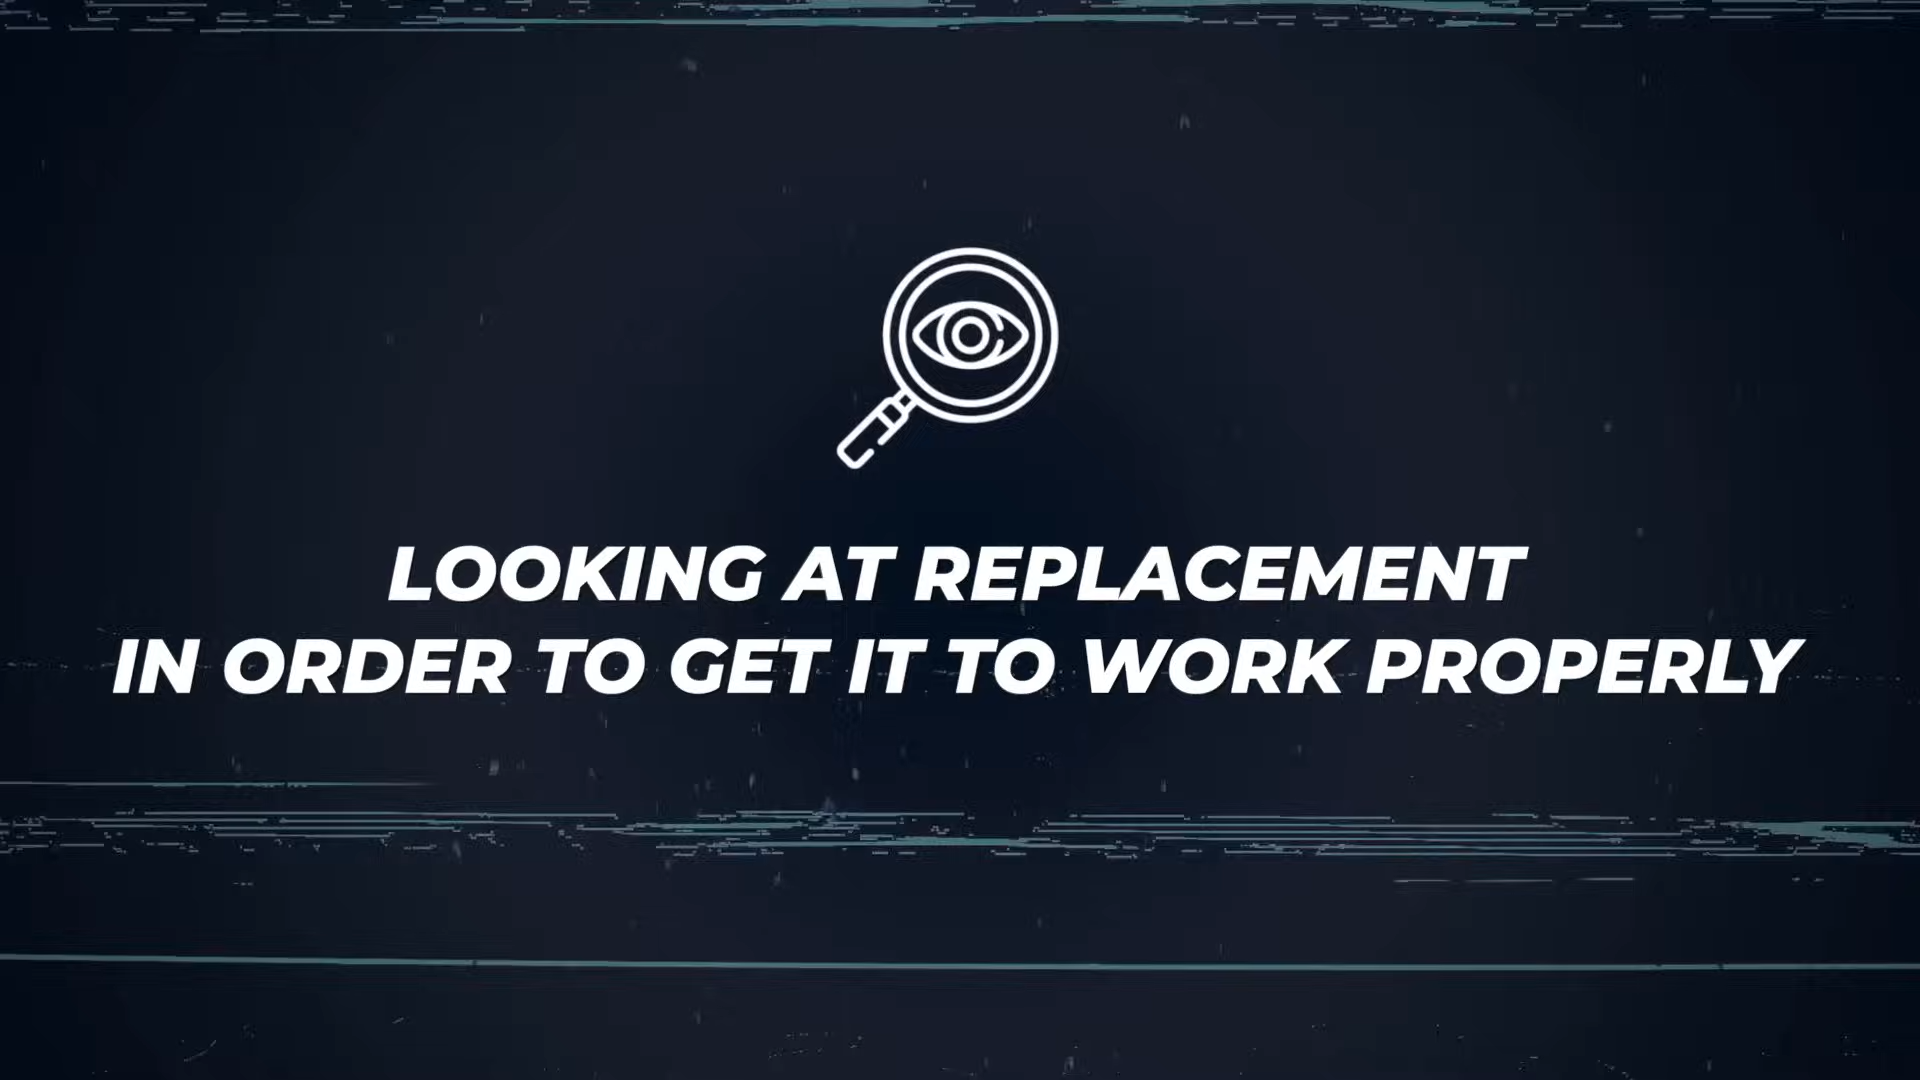 LOOKING AT REPLACEMENT
IN ORDER TO GET IT TO WORK PROPERLY